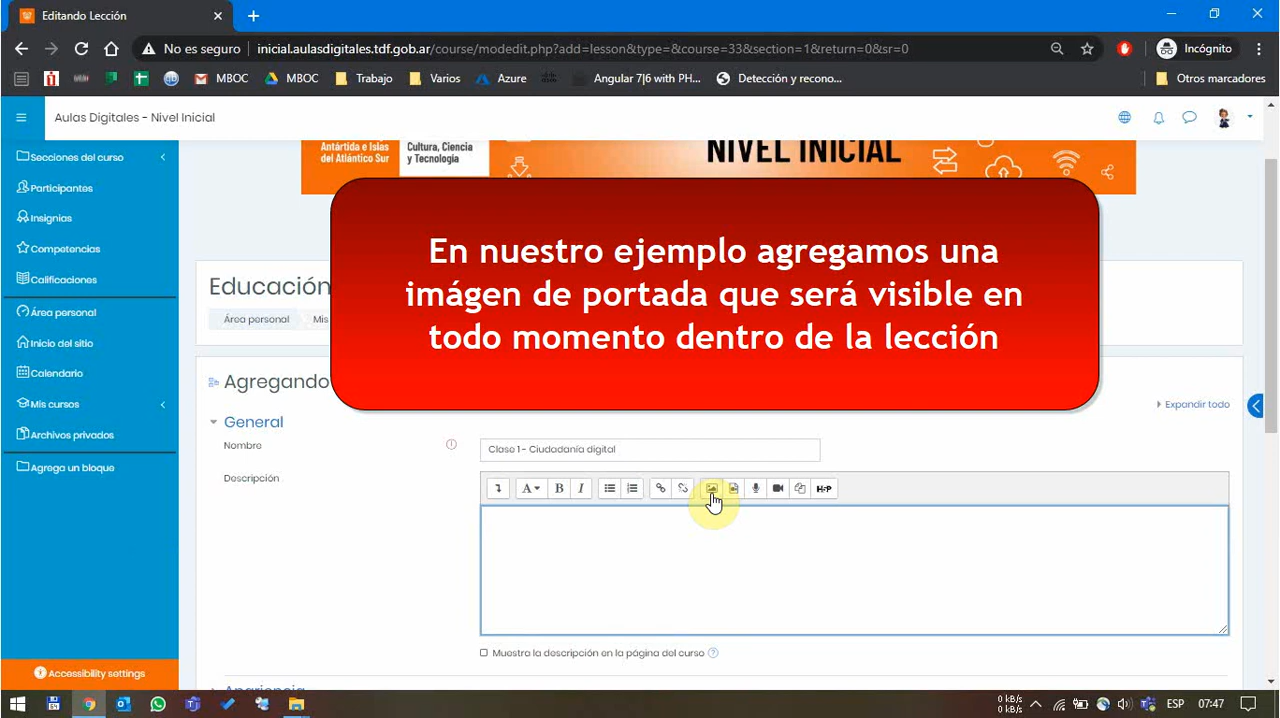 Editando Lección
No es seguro
inicial.aulasdigitales.tdf.gob.ar/course/modedit.php?add=lesson&type=&course=33&section=1&return=0&sr=0
Incógnito
MBOC
MBOC
Trabajo
Varios
Azure
Angular 7|6 with PH...
Detección y recono...
Otros marcadores
Aulas Digitales - Nivel Inicial
Antártida e Islas
del Atlántico Sur
Cultura, Ciencia
y Tecnología
NIVEL INICIAL
Secciones del curso
Participantes
Insignias
Competencias
Calificaciones
Área personal
Inicio del sitio
Calendario
Mis cursos
Archivos privados
Agrega un bloque
Accessibility settings
En nuestro ejemplo agregamos una
imágen de portada que será visible en
todo momento dentro de la lección
Educación
Área personal
Mis
Agregando
Expandir todo
General
Nombre
Clase 1 - Ciudadanía digital
Descripción
A B I
H-P
Muestra la descripción en la página del curso
Apariencia
0 kB/s
0 kB/s
ESP
07:47